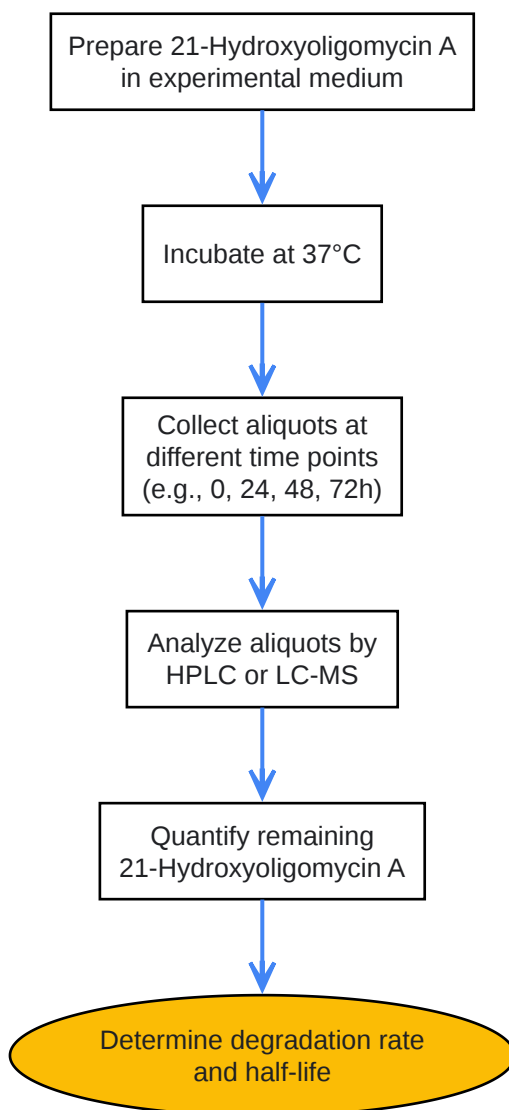 Prepare 21-Hydroxyoligomycin A
in experimental medium
Incubate at 37°C
Collect aliquots at
different time points
(e.g., 0, 24, 48, 72h)
Analyze aliquots by
HPLC or LC-MS
Quantify remaining
21-Hydroxyoligomycin A
Determine degradation rate
and half-life